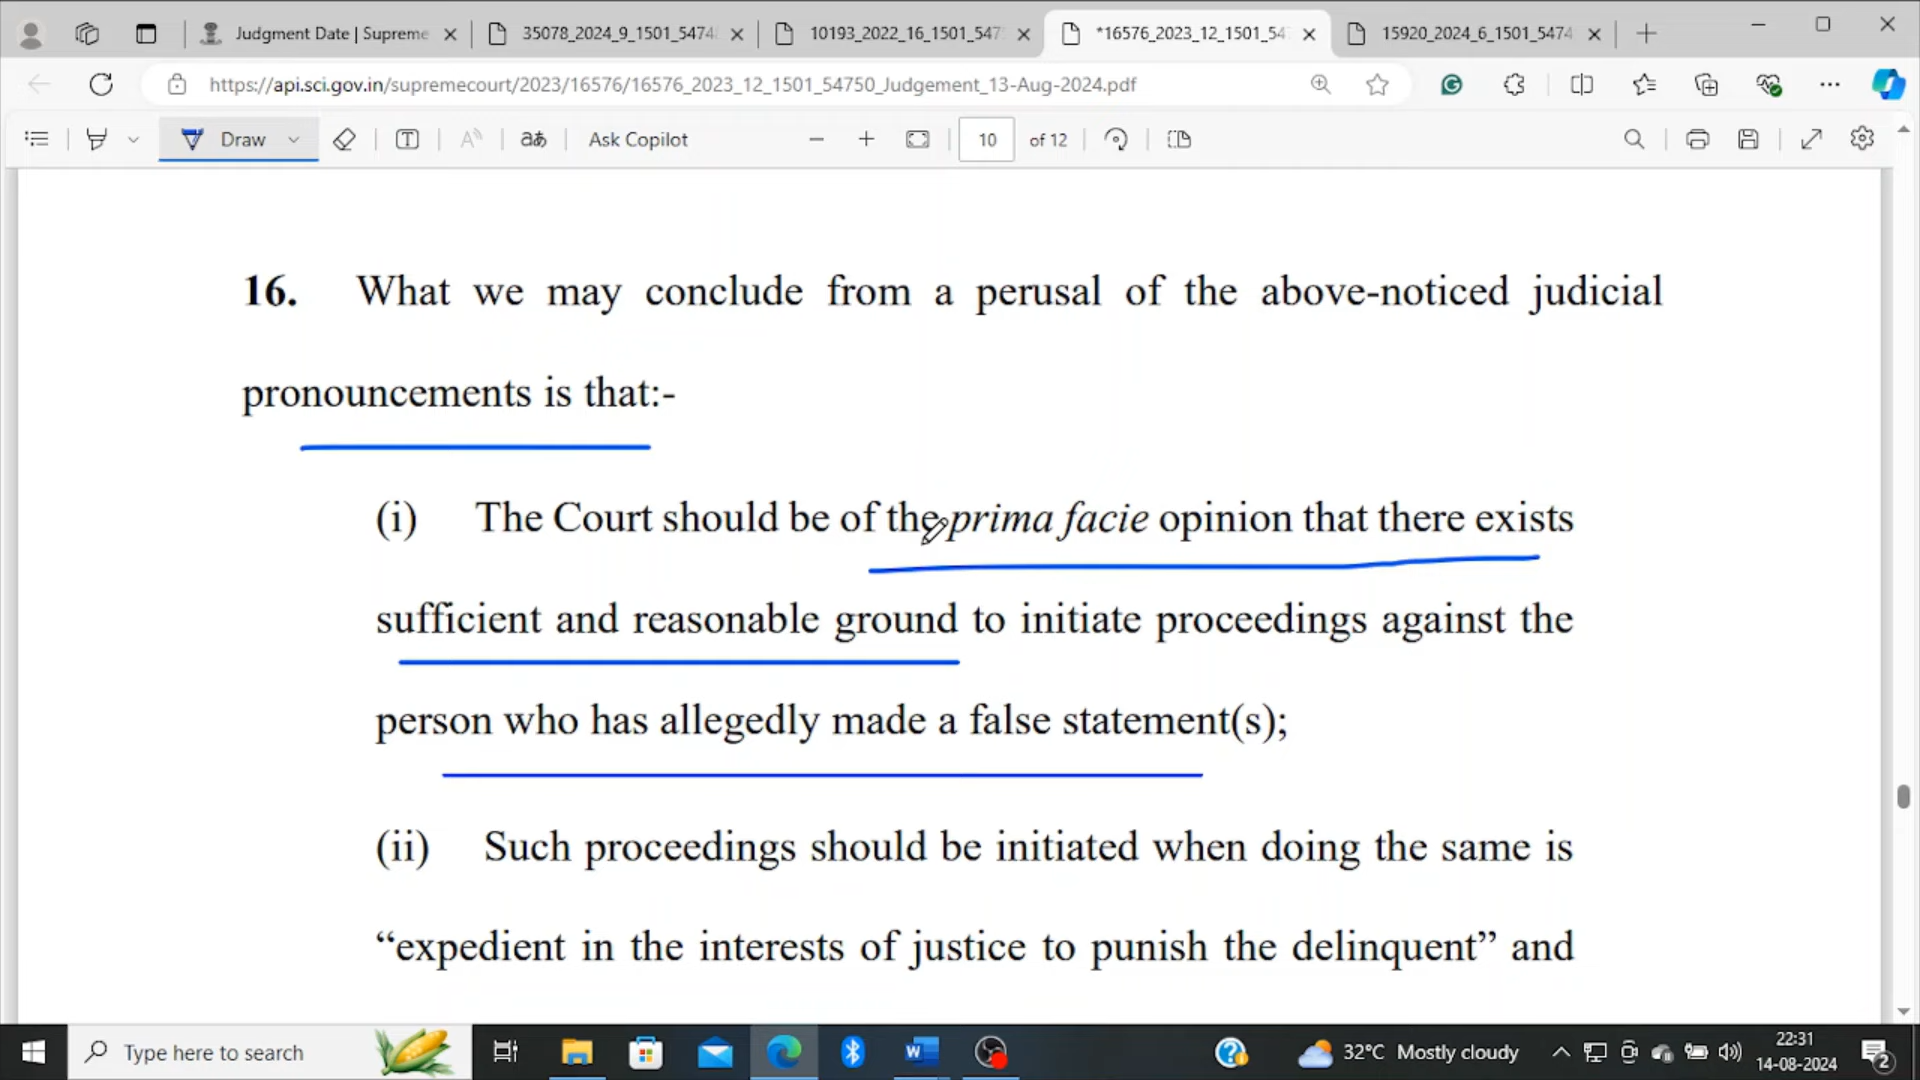 Judgment Date | Supreme
35078_2024_9_1501_5474
10193_2022_16_1501_547
*16576_2023_12_1501_54
15920_2024_6_1501_5474
https://api.sci.gov.in/supremecourt/2023/16576/16576_2023_12_1501_54750_Judgement_13-Aug-2024.pdf
Draw
aあ
Ask Copilot
10 of 12
16. What we may conclude from a perusal of the above-noticed judicial
pronouncements is that:-
(i) The Court should be of the prima facie opinion that there exists
sufficient and reasonable ground to initiate proceedings against the
person who has allegedly made a false statement(s);
(ii) Such proceedings should be initiated when doing the same is
“expedient in the interests of justice to punish the delinquent” and
Type here to search
32°C Mostly cloudy
22:31
14-08-2024
2